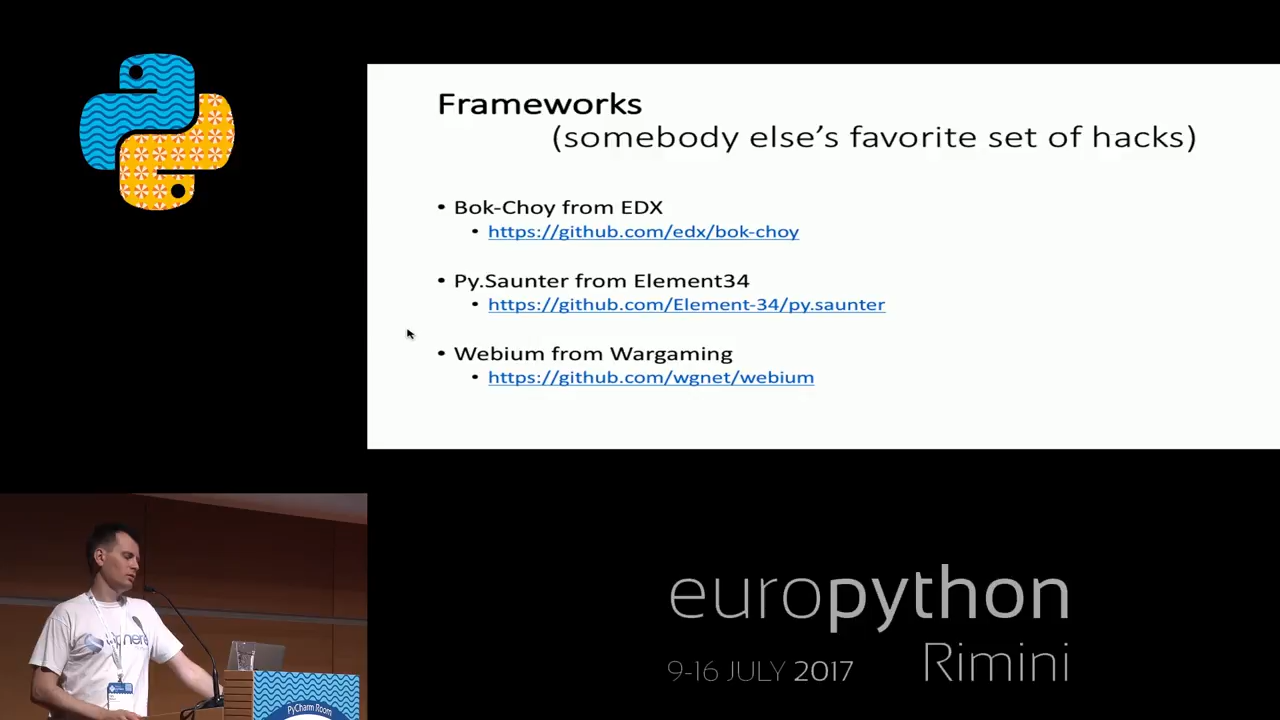 Frameworks
(somebody else’s favorite set of hacks)
• Bok-Choy from EDX
• https://github.com/edx/bok-choy
• Py.Saunter from Element34
• https://github.com/Element-34/py.saunter
• Webium from Wargaming
• https://github.com/wgnet/webium
PyCharm Room
europython
Rimini
9-16 JULY 2017